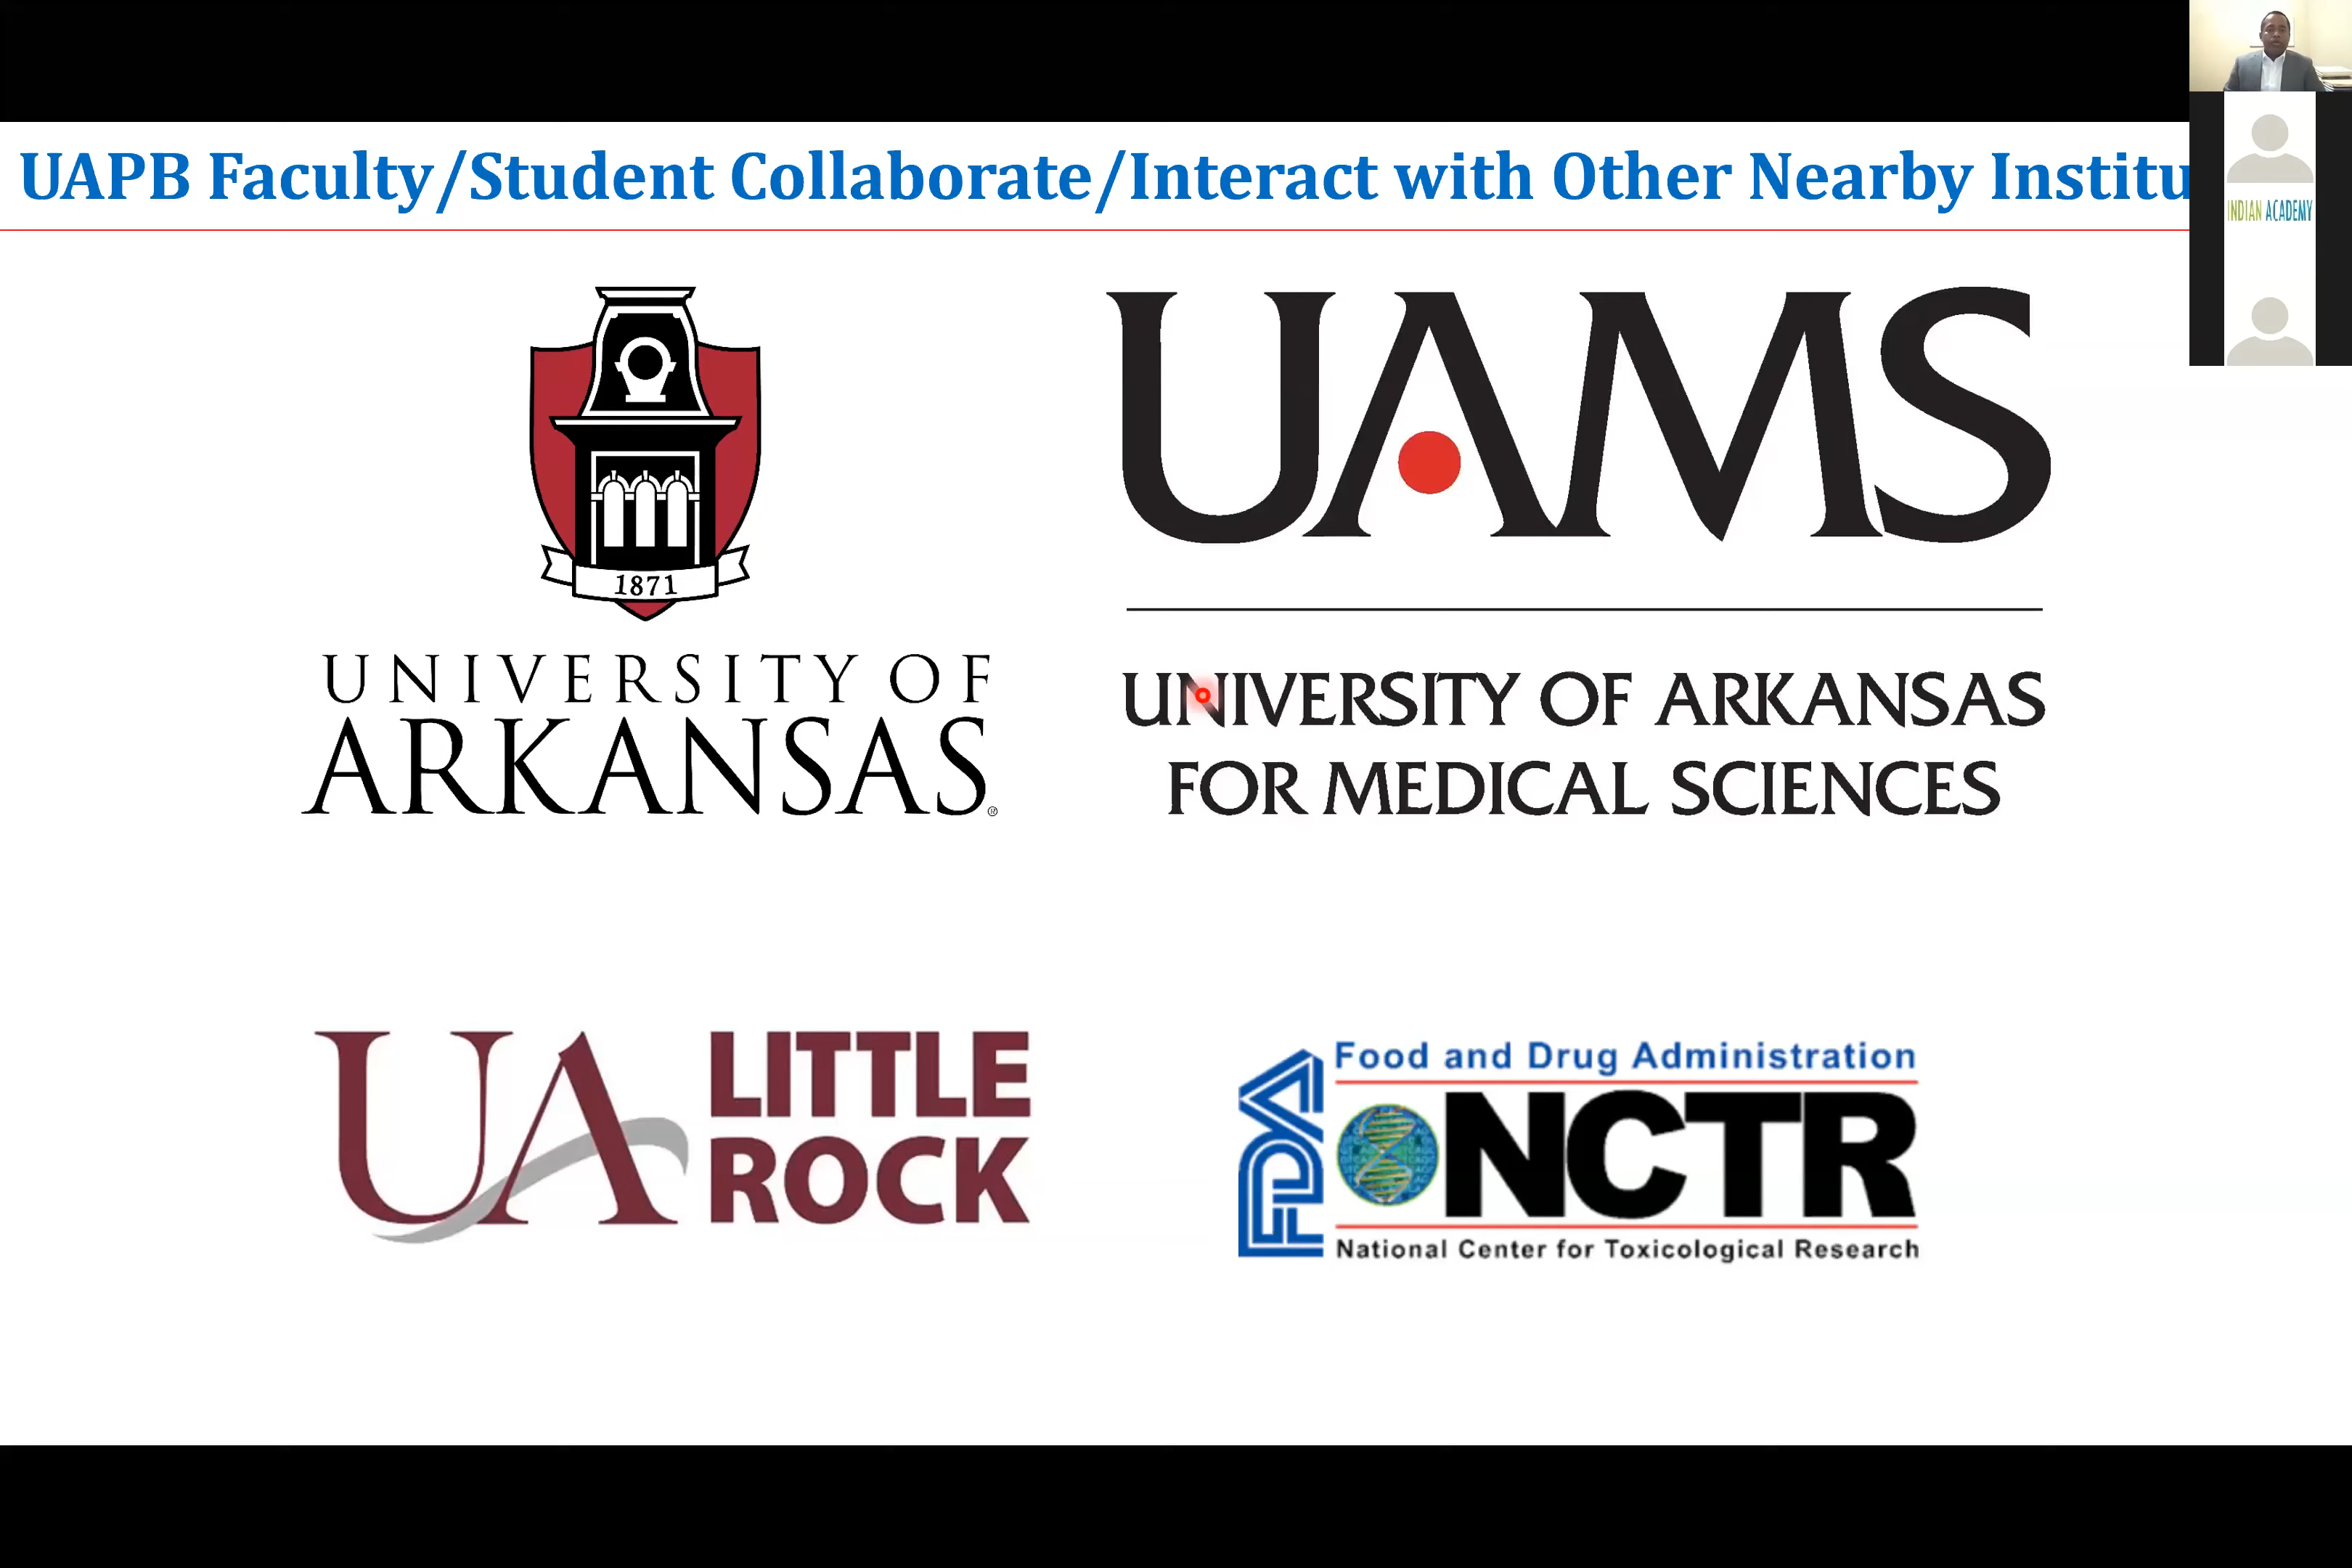 UAPB Faculty/Student Collaborate/Interact with Other Nearby Institu
INDIAN ACADEMY
1871
UNIVERSITY OF
ARKANSAS®
UAMS
UNIVERSITY OF ARKANSAS
FOR MEDICAL SCIENCES
UA LITTLE
ROCK
FDA
Food and Drug Administration
NCTR
National Center for Toxicological Research